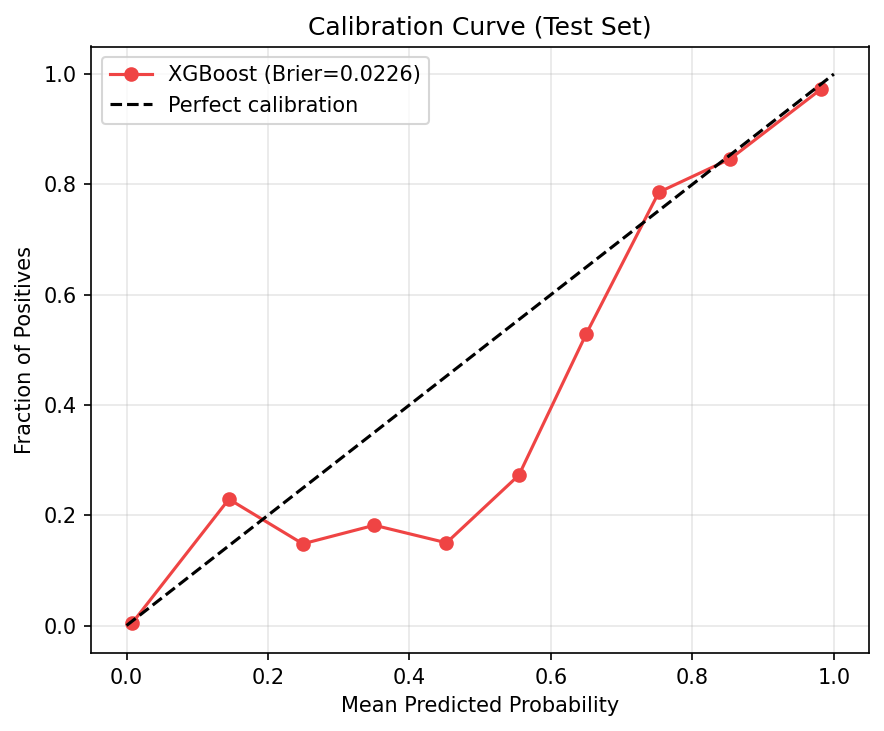 Calibration Curve (Test Set)
XGBoost (Brier=0.0226)
Perfect calibration
Fraction of Positives
1.0
0.8
0.6
0.4
0.2
0.0
0.0 0.2 0.4 0.6 0.8 1.0
Mean Predicted Probability